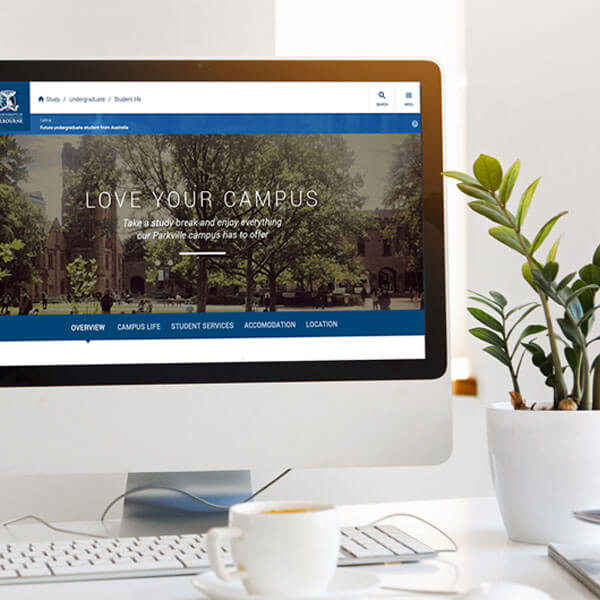 Study / Undergraduate / Student life
SEARCH
MENU
LBOURNE
Future undergraduate student from Australia
LOVE YOUR CAMPUS
Take a study break and enjoy everything
our Parkville campus has to offer
OVERVIEW CAMPUS LIFE STUDENT SERVICES ACCOMODATION LOCATION